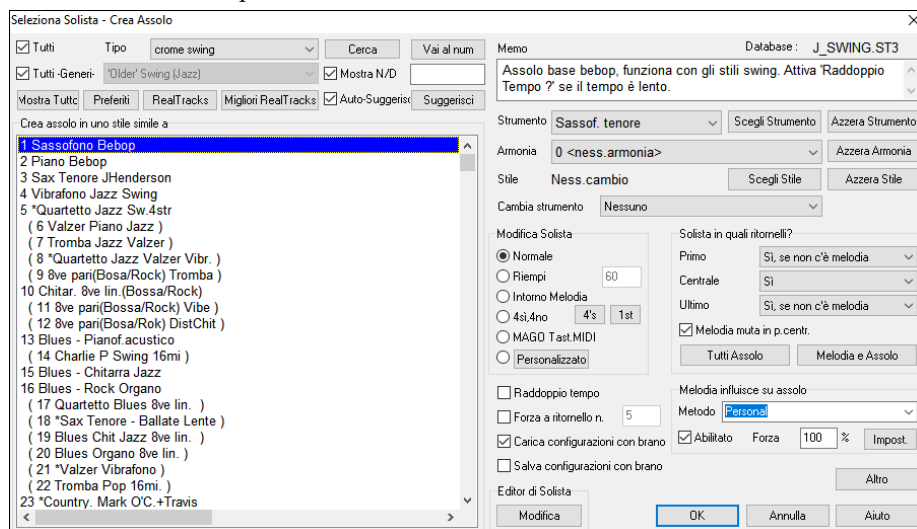 Seleziona Solista - Crea Assolo
Tutti Tipo crome swing Cerca Vai al num
Tutti -Generi- 'Older' Swing (Jazz) Mostra N/D
Mostra Tutto Preferiti RealTracks Migliori RealTracks Auto-Suggerisc Suggerisci
Crea assolo in uno stile simile a
1 Sassofono Bebop
2 Piano Bebop
3 Sax Tenore JHenderson
4 Vibrafono Jazz Swing
5 *Quartetto Jazz Sw.4str
( 6 Valzer Piano Jazz )
( 7 Tromba Jazz Valzer )
( 8 *Quartetto Jazz Valzer Vibr. )
( 9 8ve pari(Bosa/Rock) Tromba )
10 Chitar. 8ve lin.(Bossa/Rock)
( 11 8ve pari(Bossa/Rock) Vibe )
( 12 8ve pari(Bossa/Rok) DistChit )
13 Blues - Pianof.acustico
( 14 Charlie P Swing 16mi )
15 Blues - Chitarra Jazz
16 Blues - Rock Organo
( 17 Quartetto Blues 8ve lin. )
( 18 *Sax Tenore - Ballate Lente )
( 19 Blues Chit Jazz 8ve lin. )
( 20 Blues Organo 8ve lin. )
( 21 *Valzer Vibrafono )
( 22 Tromba Pop 16mi. )
23 *Country. Mark O'C.+Travis
Memo Database : J_SWING.ST3
Assolo base bebop, funziona con gli stili swing. Attiva 'Raddoppio
Tempo ?' se il tempo è lento.
Strumento Sassof. tenore Scegli Strumento Azzera Strumento
Armonia 0 <ness.armonia> Azzera Armonia
Stile Ness.cambio Scegli Stile Azzera Stile
Cambia strumento Nessuno
Modifica Solista
Normale
Riempi 60
Intorno Melodia
4sì,4no 4's 1st
MAGO Tast.MIDI
Personalizzato
Solista in quali ritornelli?
Primo Sì, se non c'è melodia
Centrale Sì
Ultimo Sì, se non c'è melodia
Melodia muta in p.centr.
Tutti Assolo Melodia e Assolo
Raddoppio tempo
Forza a ritornello n. 5
Carica configurazioni con brano
Salva configurazioni con brano
Melodia influisce su assolo
Metodo Personal
Abilitato Forza 100 % Impost.
Altro
Editor di Solista
Modifica OK Annulla Aiuto